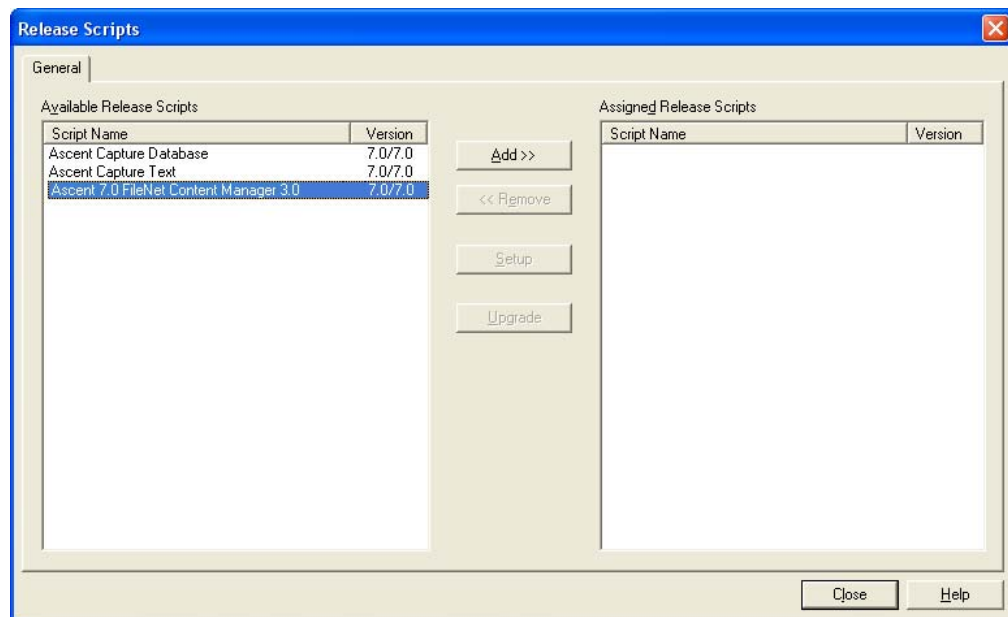 Release Scripts
General
Available Release Scripts
Script Name Version
Ascent Capture Database 7.0/7.0
Ascent Capture Text 7.0/7.0
Ascent 7.0 FileNet Content Manager 3.0 7.0/7.0
Add >>
<< Remove
Setup
Upgrade
Assigned Release Scripts
Script Name Version
Close Help